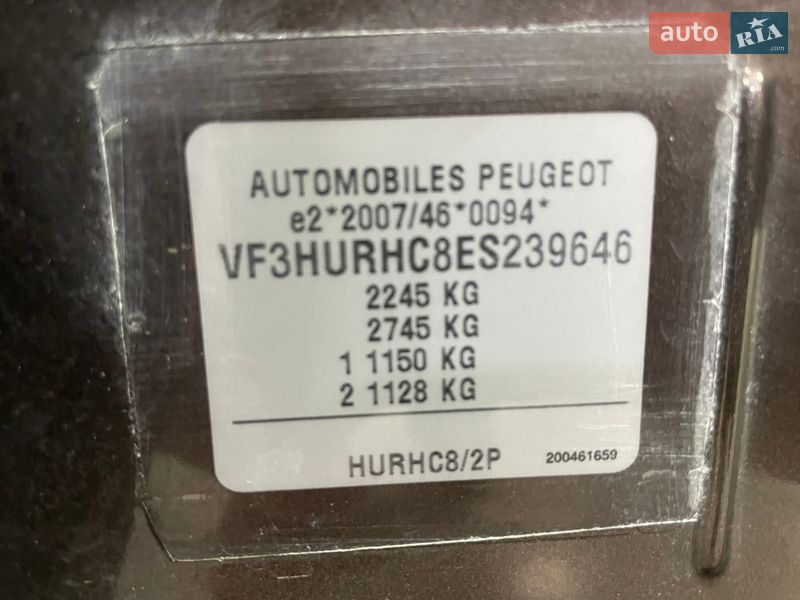 auto RIA .com
AUTOMOBILES PEUGEOT
e2*2007/46*0094*
VF3HURHC8ES239646
2245 KG
2745 KG
1 1150 KG
2 1128 KG
HURHC8/2P 200461659